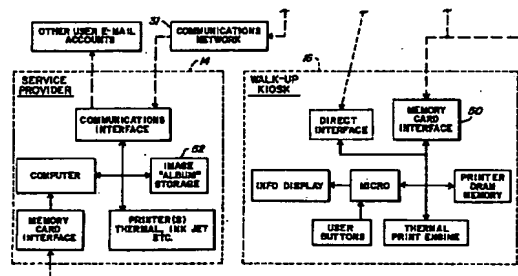 OTHER USER E-MAIL
ACCOUNTS
31
COMMUNICATIONS
NETWORK
14
SERVICE
PROVIDER
COMMUNICATIONS
INTERFACE
52
COMPUTER
IMAGE
"ALBUM"
STORAGE
MEMORY
CARD
INTERFACE
PRINTER(S)
THERMAL, INK JET
ETC.
16
WALK-UP
KIOSK
DIRECT
INTERFACE
MEMORY
CARD
INTERFACE
50
INFO DISPLAY
MICRO
PRINTER
DRAM
MEMORY
USER
BUTTONS
THERMAL
PRINT ENGINE